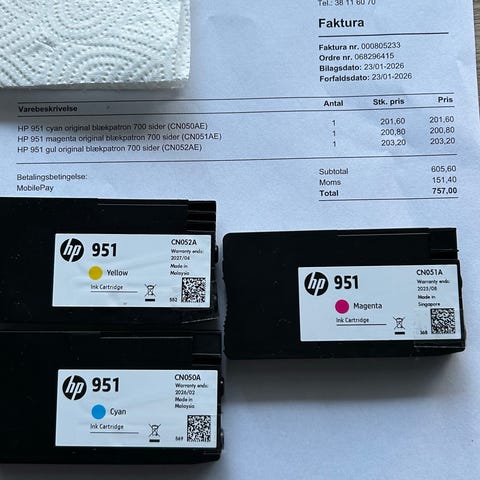 Tel.: 38 11 60 70
Faktura
Faktura nr. 000805233
Ordre nr. 068296415
Bilagsdato: 23/01-2026
Forfaldsdato: 23/01-2026
Varebeskrivelse Antal Stk. pris Pris
HP 951 cyan original blækpatron 700 sider (CN050AE) 1 201,60 201,60
HP 951 magenta original blækpatron 700 sider (CN051AE) 1 200,80 200,80
HP 951 gul original blækpatron 700 sider (CN052AE) 1 203,20 203,20
Betalingsbetingelse:
MobilePay
Subtotal 605,60
Moms 151,40
Total 757,00
hp 951 CN052A
Warranty ends:
2027/04
Yellow
Made in
Malaysia
Ink Cartridge
552
hp 951 CN051A
Warranty ends:
2025/08
Magenta
Made in
Singapore
Ink Cartridge
368
hp 951 CN050A
Warranty ends:
2026/02
Cyan
Made in
Malaysia
Ink Cartridge
569